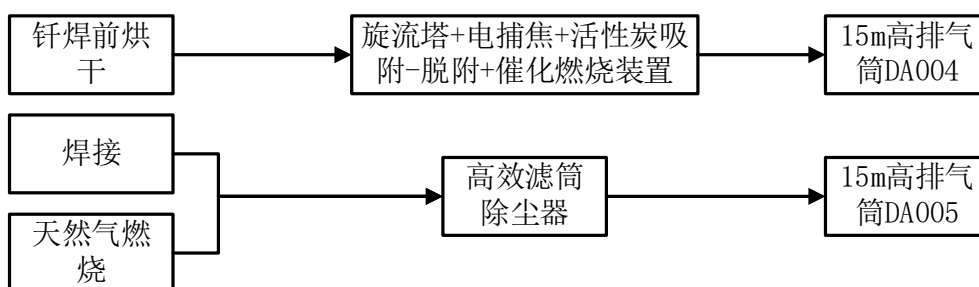 钎焊前烘
干
旋流塔+电捕焦+活性炭吸
附-脱附+催化燃烧装置
15m高排气
筒DA004
焊接
天然气燃
烧
高效滤筒
除尘器
15m高排气
筒DA005